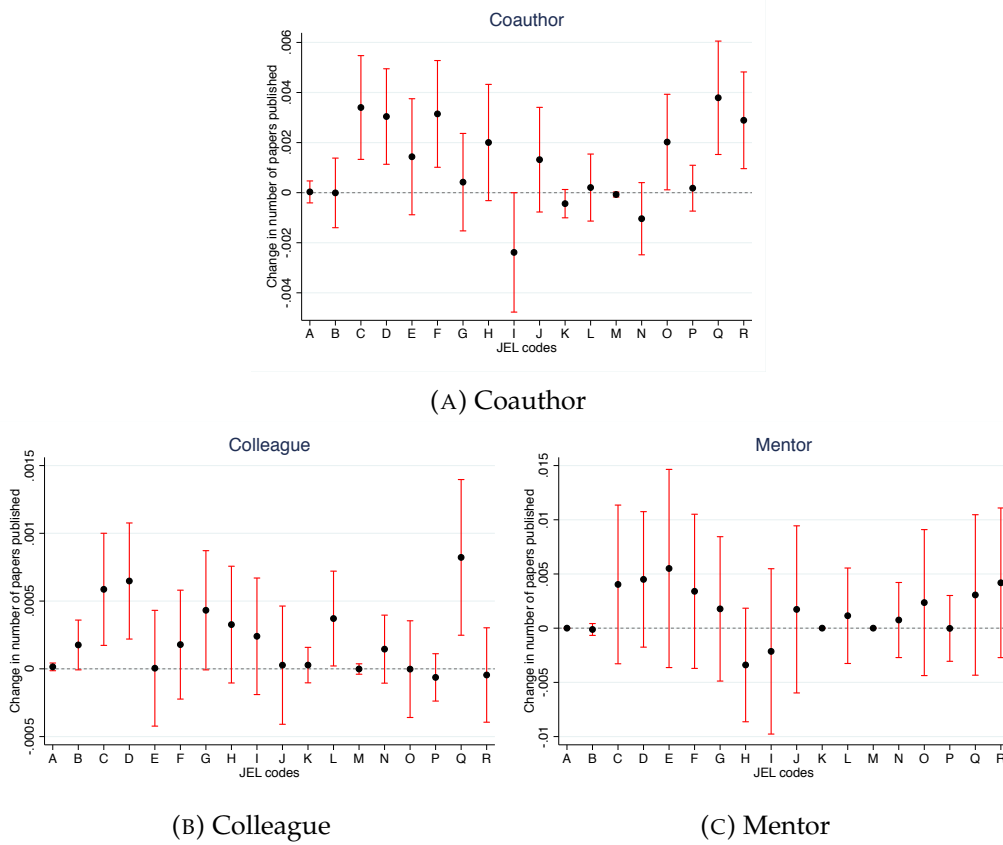 Coauthor
Change in number of papers published
.006
.004
.002
0
-.002
-.004
A B C D E F G H I J K L M N O P Q R
JEL codes
(A) Coauthor
Colleague
Change in number of papers published
.0015
.001
.0005
0
-.0005
A B C D E F G H I J K L M N O P Q R
JEL codes
(B) Colleague
Mentor
Change in number of papers published
.015
.01
.005
0
-.005
-.01
A B C D E F G H I J K L M N O P Q R
JEL codes
(C) Mentor